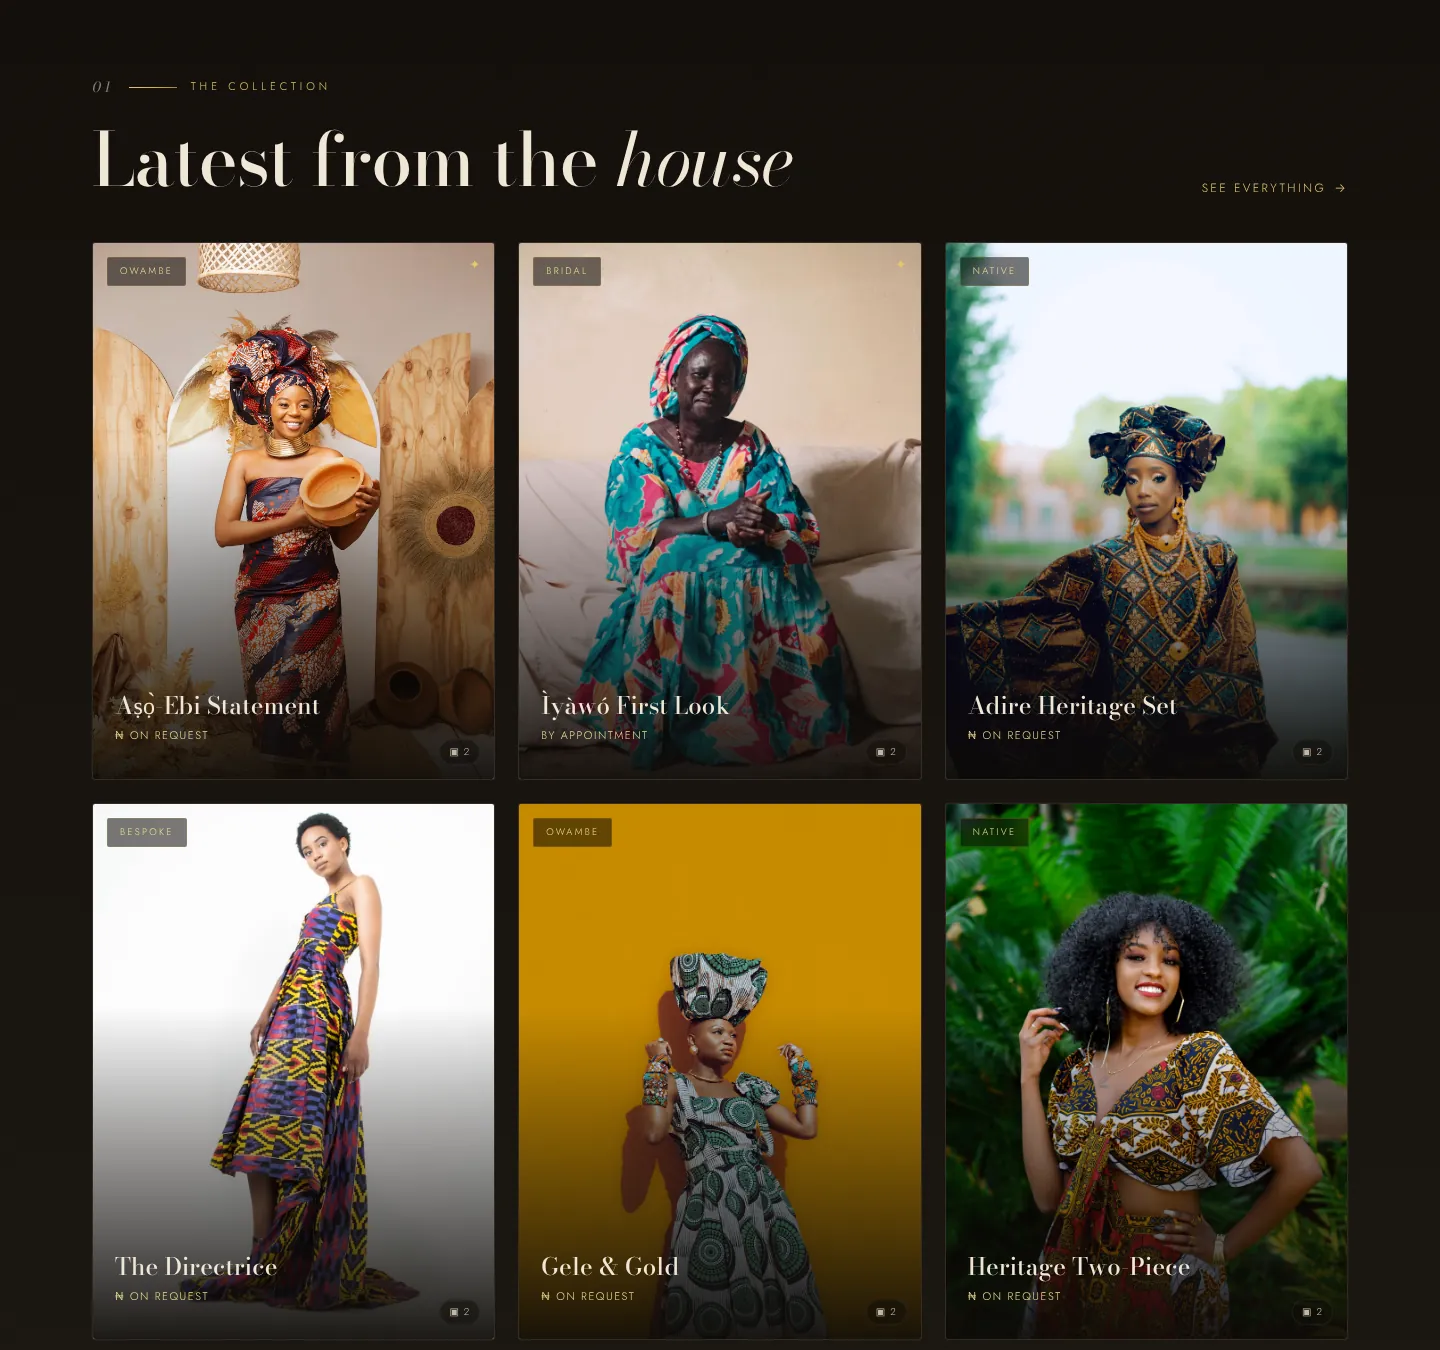 01 THE COLLECTION
Latest from the house
SEE EVERYTHING →
OWAMBE
Aṣọ̀-Ebi Statement
₦ ON REQUEST
▣ 2
BRIDAL
Ìyàwó First Look
BY APPOINTMENT
▣ 2
NATIVE
Adire Heritage Set
₦ ON REQUEST
▣ 2
BESPOKE
The Directrice
₦ ON REQUEST
▣ 2
OWAMBE
Gele & Gold
₦ ON REQUEST
▣ 2
NATIVE
Heritage Two-Piece
₦ ON REQUEST
▣ 2